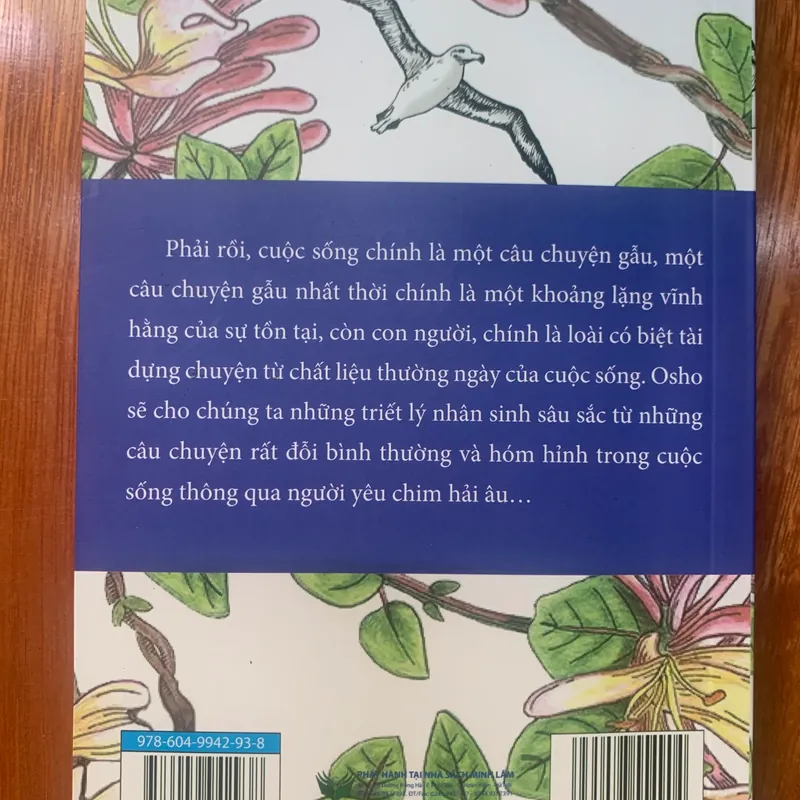 Phải rồi, cuộc sống chính là một câu chuyện gẫu, một
câu chuyện gẫu nhất thời chính là một khoảng lặng vĩnh
hằng của sự tồn tại, còn con người, chính là loài có biệt tài
dựng chuyện từ chất liệu thường ngày của cuộc sống. Osho
sẽ cho chúng ta những triết lý nhân sinh sâu sắc từ những
câu chuyện rất đỗi bình thường và hóm hỉnh trong cuộc
sống thông qua người yêu chim hải âu...
978-604-9942-93-8
PHÁT HÀNH TẠI NHÀ SÁCH MINH LÂM